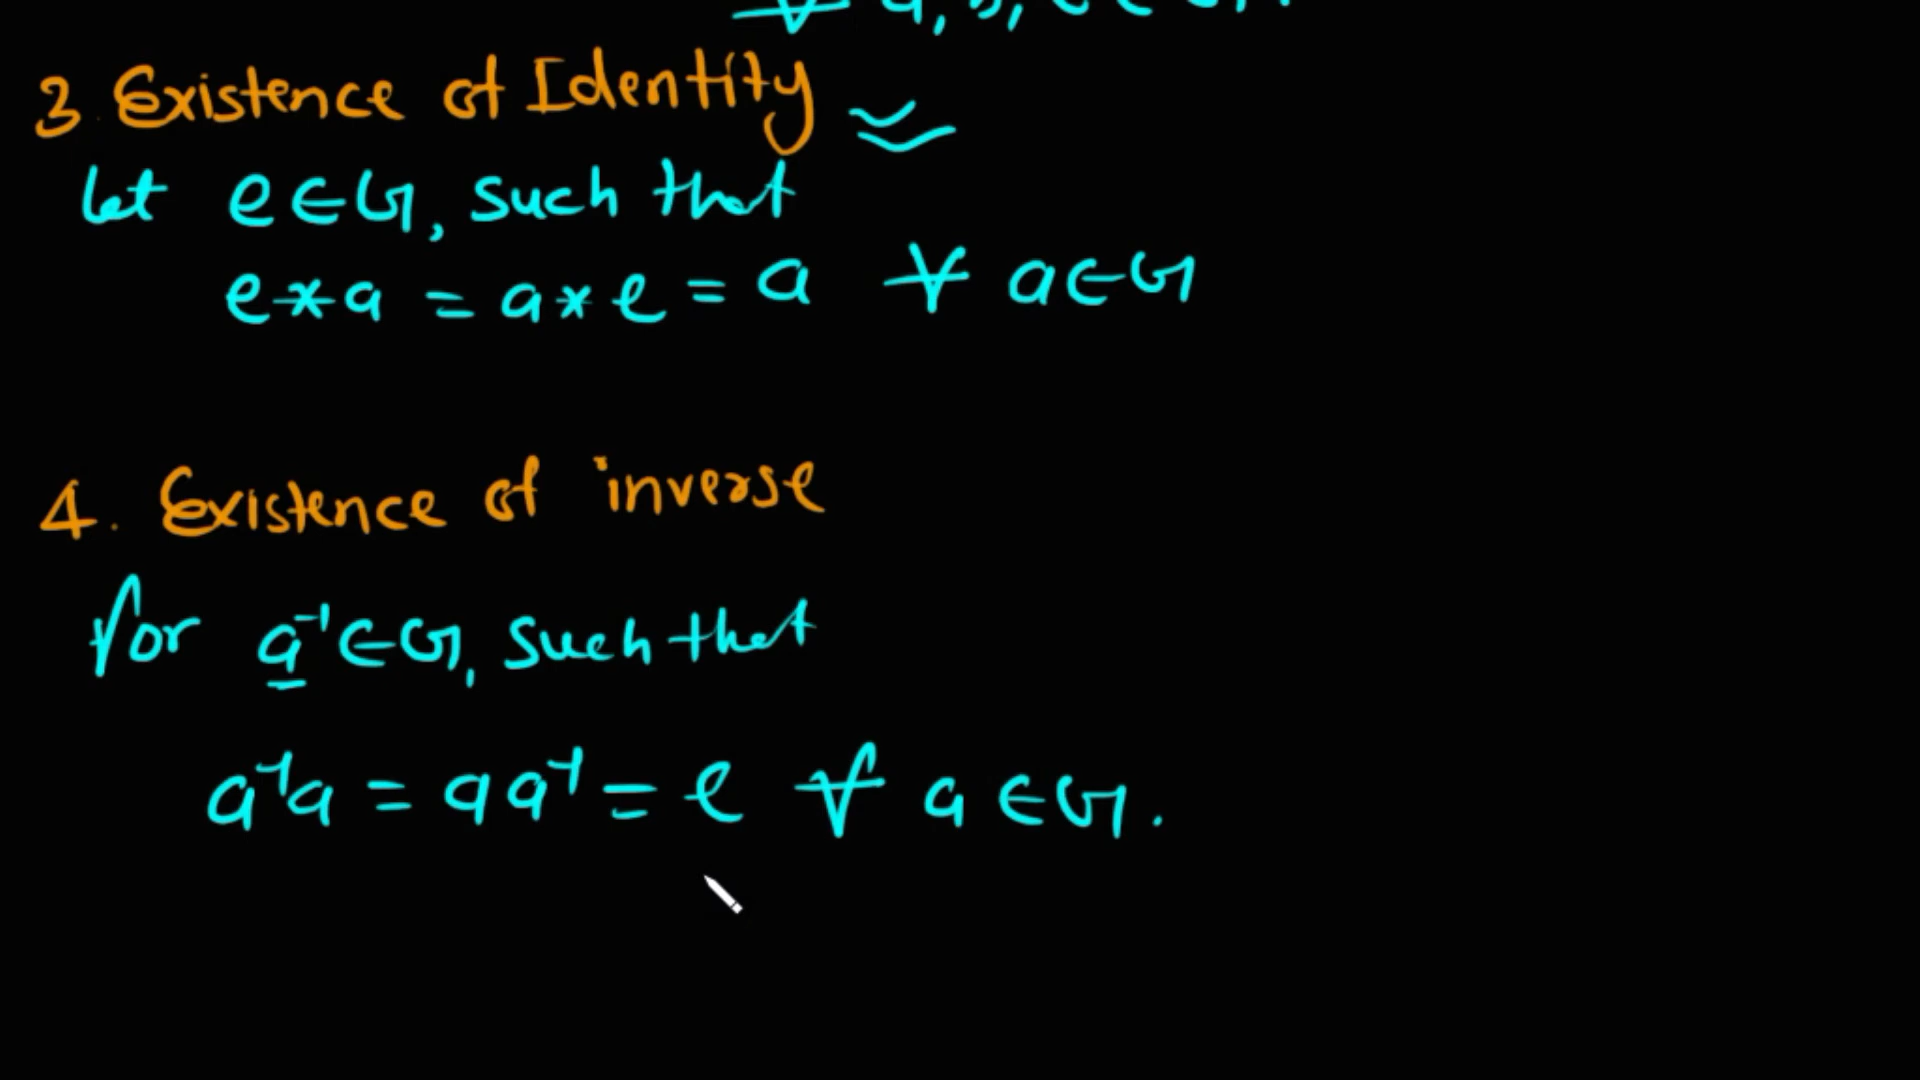 ∀ a, b, c ∈ G.
3. Existence of Identity
let e ∈ G, such that
e * a = a * e = a ∀ a ∈ G
4. Existence of inverse
for a⁻¹ ∈ G, such that
a⁻¹a = aa⁻¹ = e ∀ a ∈ G.